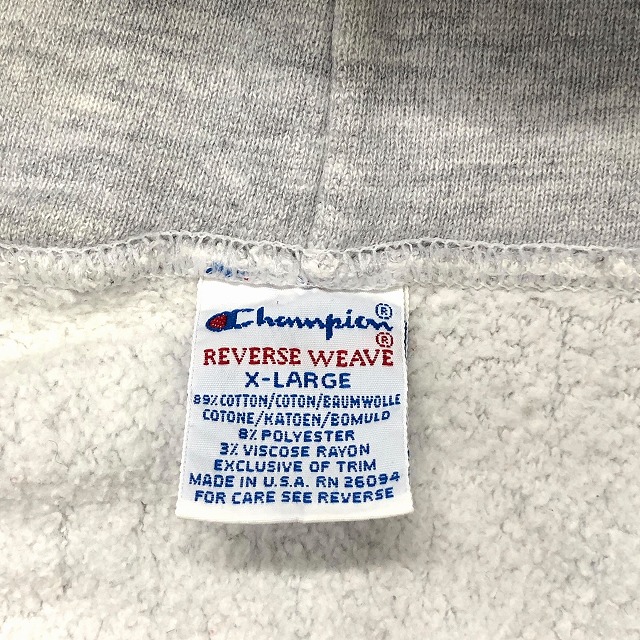 Champion®
REVERSE WEAVE®
X-LARGE
89% COTTON/COTON/BAUMWOLLE
COTONE/KATOEN/BOMULD
8% POLYESTER
3% VISCOSE RAYON
EXCLUSIVE OF TRIM
MADE IN U.S.A. RN 26094
FOR CARE SEE REVERSE